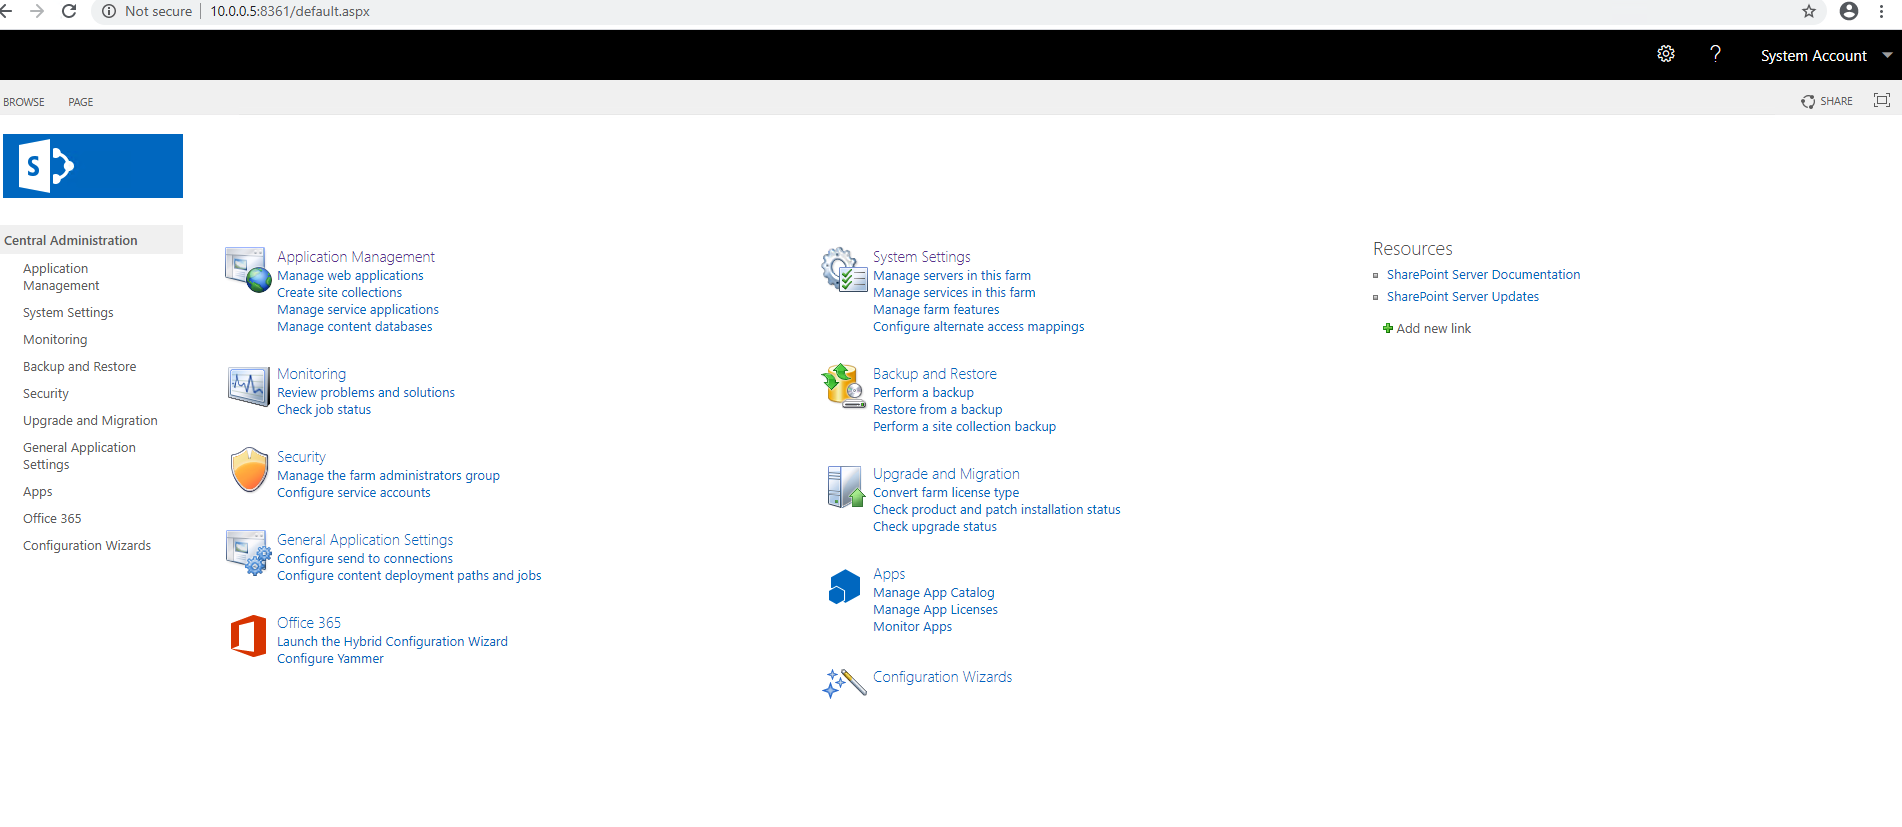 Not secure | 10.0.0.5:8361/default.aspx
? System Account
BROWSE PAGE
SHARE
S
Central Administration
Application
Management
System Settings
Monitoring
Backup and Restore
Security
Upgrade and Migration
General Application
Settings
Apps
Office 365
Configuration Wizards
Application Management
Manage web applications
Create site collections
Manage service applications
Manage content databases
Monitoring
Review problems and solutions
Check job status
Security
Manage the farm administrators group
Configure service accounts
General Application Settings
Configure send to connections
Configure content deployment paths and jobs
Office 365
Launch the Hybrid Configuration Wizard
Configure Yammer
System Settings
Manage servers in this farm
Manage services in this farm
Manage farm features
Configure alternate access mappings
Backup and Restore
Perform a backup
Restore from a backup
Perform a site collection backup
Upgrade and Migration
Convert farm license type
Check product and patch installation status
Check upgrade status
Apps
Manage App Catalog
Manage App Licenses
Monitor Apps
Configuration Wizards
Resources
SharePoint Server Documentation
SharePoint Server Updates
Add new link